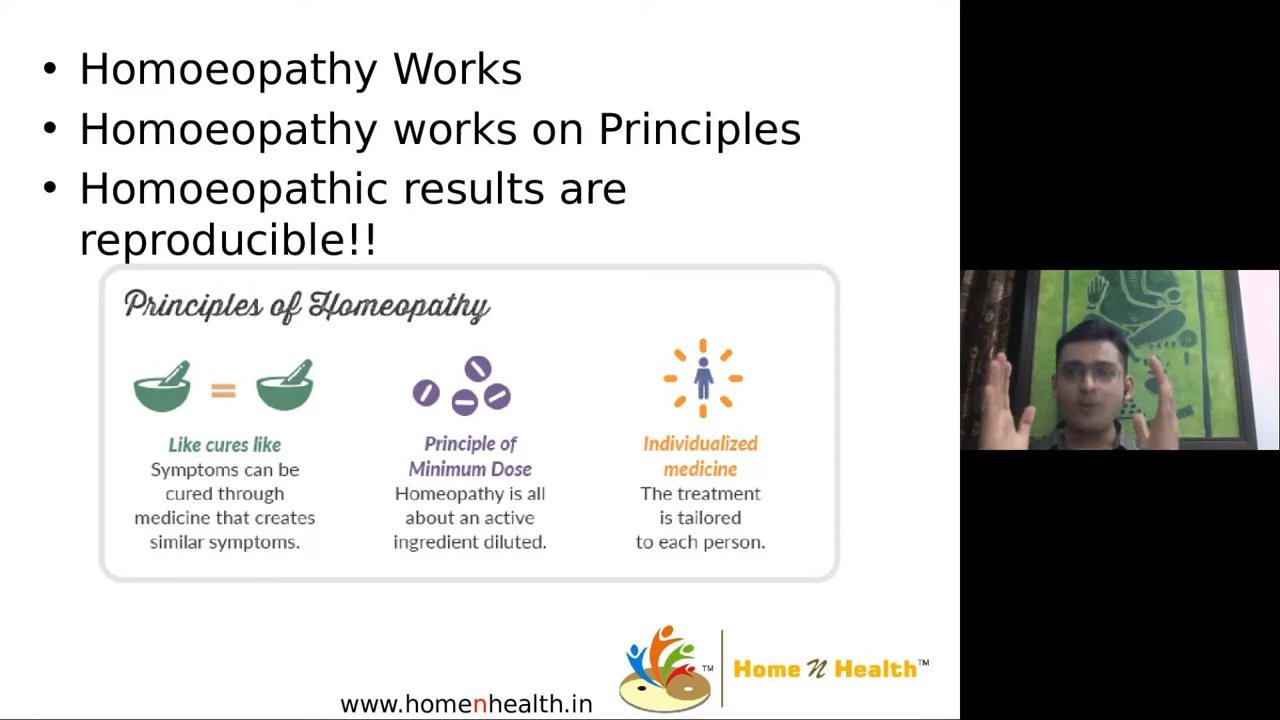 • Homoeopathy Works
• Homoeopathy works on Principles
• Homoeopathic results are
reproducible!!
Principles of Homeopathy
Like cures like
Symptoms can be
cured through
medicine that creates
similar symptoms.
Principle of
Minimum Dose
Homeopathy is all
about an active
ingredient diluted.
Individualized
medicine
The treatment
is tailored
to each person.
www.homenhealth.in
TM
Home N Health™